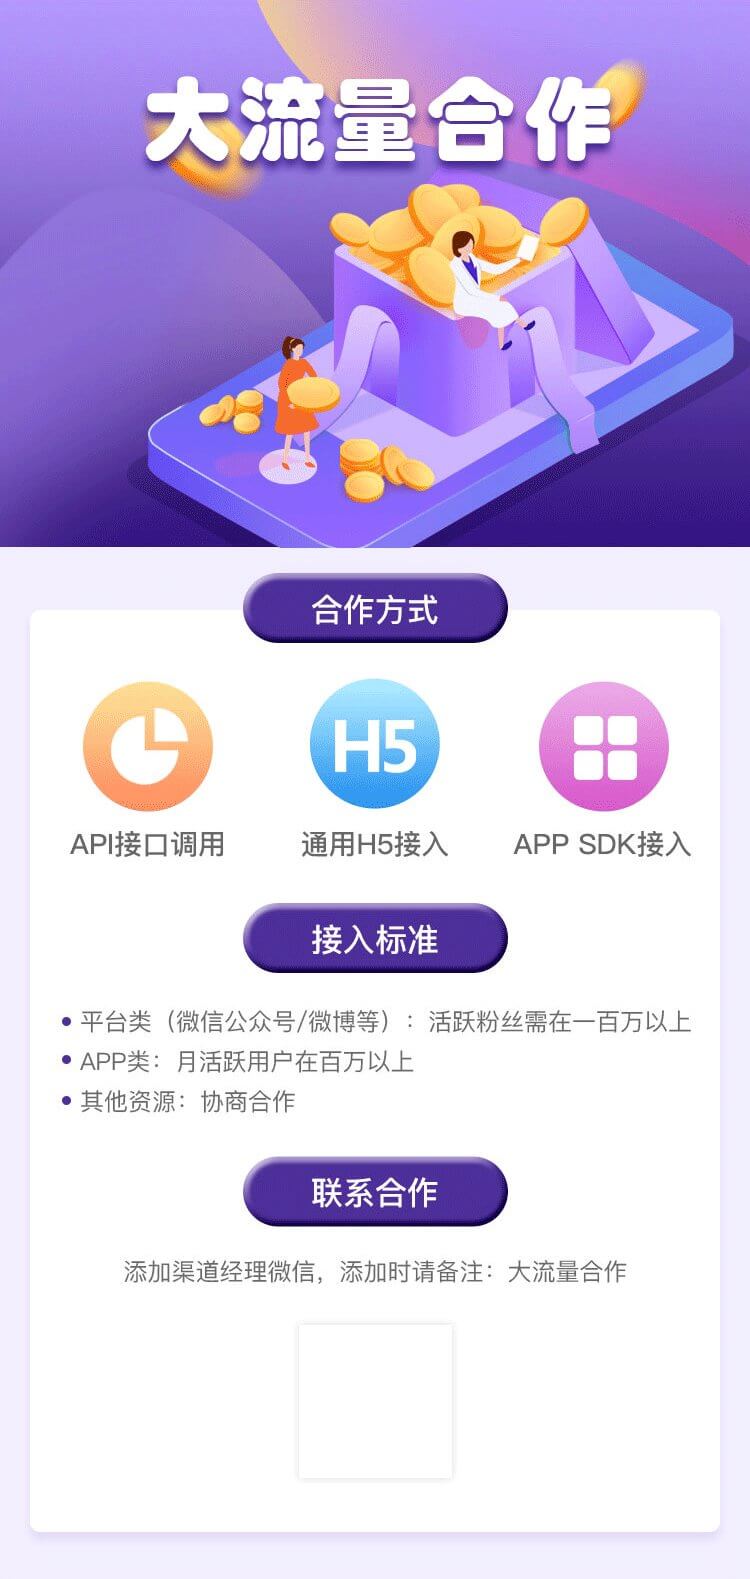 大流量合作
合作方式
H5
API接口调用
通用H5接入
APP SDK接入
接入标准
平台类（微信公众号/微博等）：活跃粉丝需在一百万以上
APP类：月活跃用户在百万以上
其他资源：协商合作
联系合作
添加渠道经理微信，添加时请备注：大流量合作